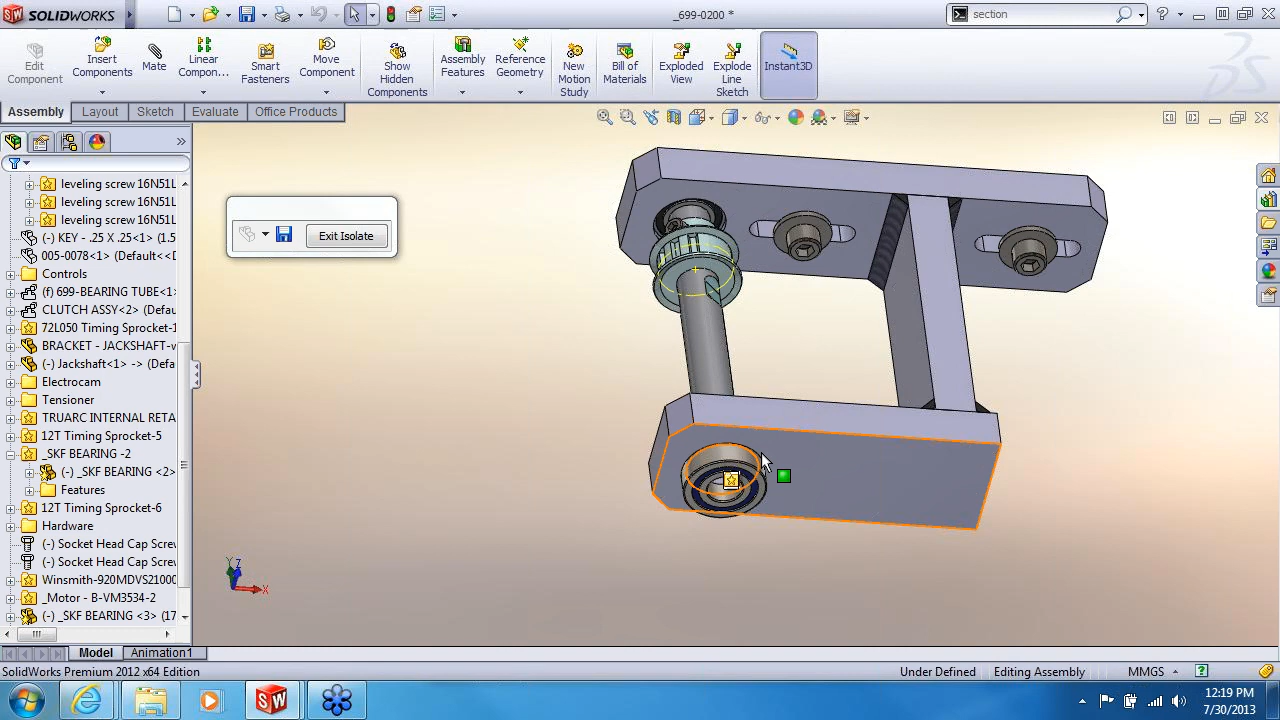 SOLIDWORKS
_699-0200 *
section
Edit
Component
Insert
Components
Mate
Linear
Compon...
Smart
Fasteners
Move
Component
Show
Hidden
Components
Assembly
Features
Reference
Geometry
New
Motion
Study
Bill of
Materials
Exploded
View
Explode
Line
Sketch
Instant3D
Assembly
Layout
Sketch
Evaluate
Office Products
leveling screw 16N51L
leveling screw 16N51L
leveling screw 16N51L
(-) KEY - .25 X .25<1> (1.5
005-0078<1> (Default<<D
Controls
(f) 699-BEARING TUBE<1>
CLUTCH ASSY<2> (Defau
72L050 Timing Sprocket-1
BRACKET - JACKSHAFT-v
(-) Jackshaft<1> -> (Defa
Electrocam
Tensioner
TRUARC INTERNAL RETA
12T Timing Sprocket-5
_SKF BEARING -2
(-) _SKF BEARING <2>
Features
12T Timing Sprocket-6
Hardware
(-) Socket Head Cap Screw
(-) Socket Head Cap Screw
Winsmith-920MDVS21000
_Motor - B-VM3534-2
(-) _SKF BEARING <3> (17
Exit Isolate
Y
Z
X
Model
Animation1
SolidWorks Premium 2012 x64 Edition
Under Defined
Editing Assembly
MMGS
12:19 PM
7/30/2013